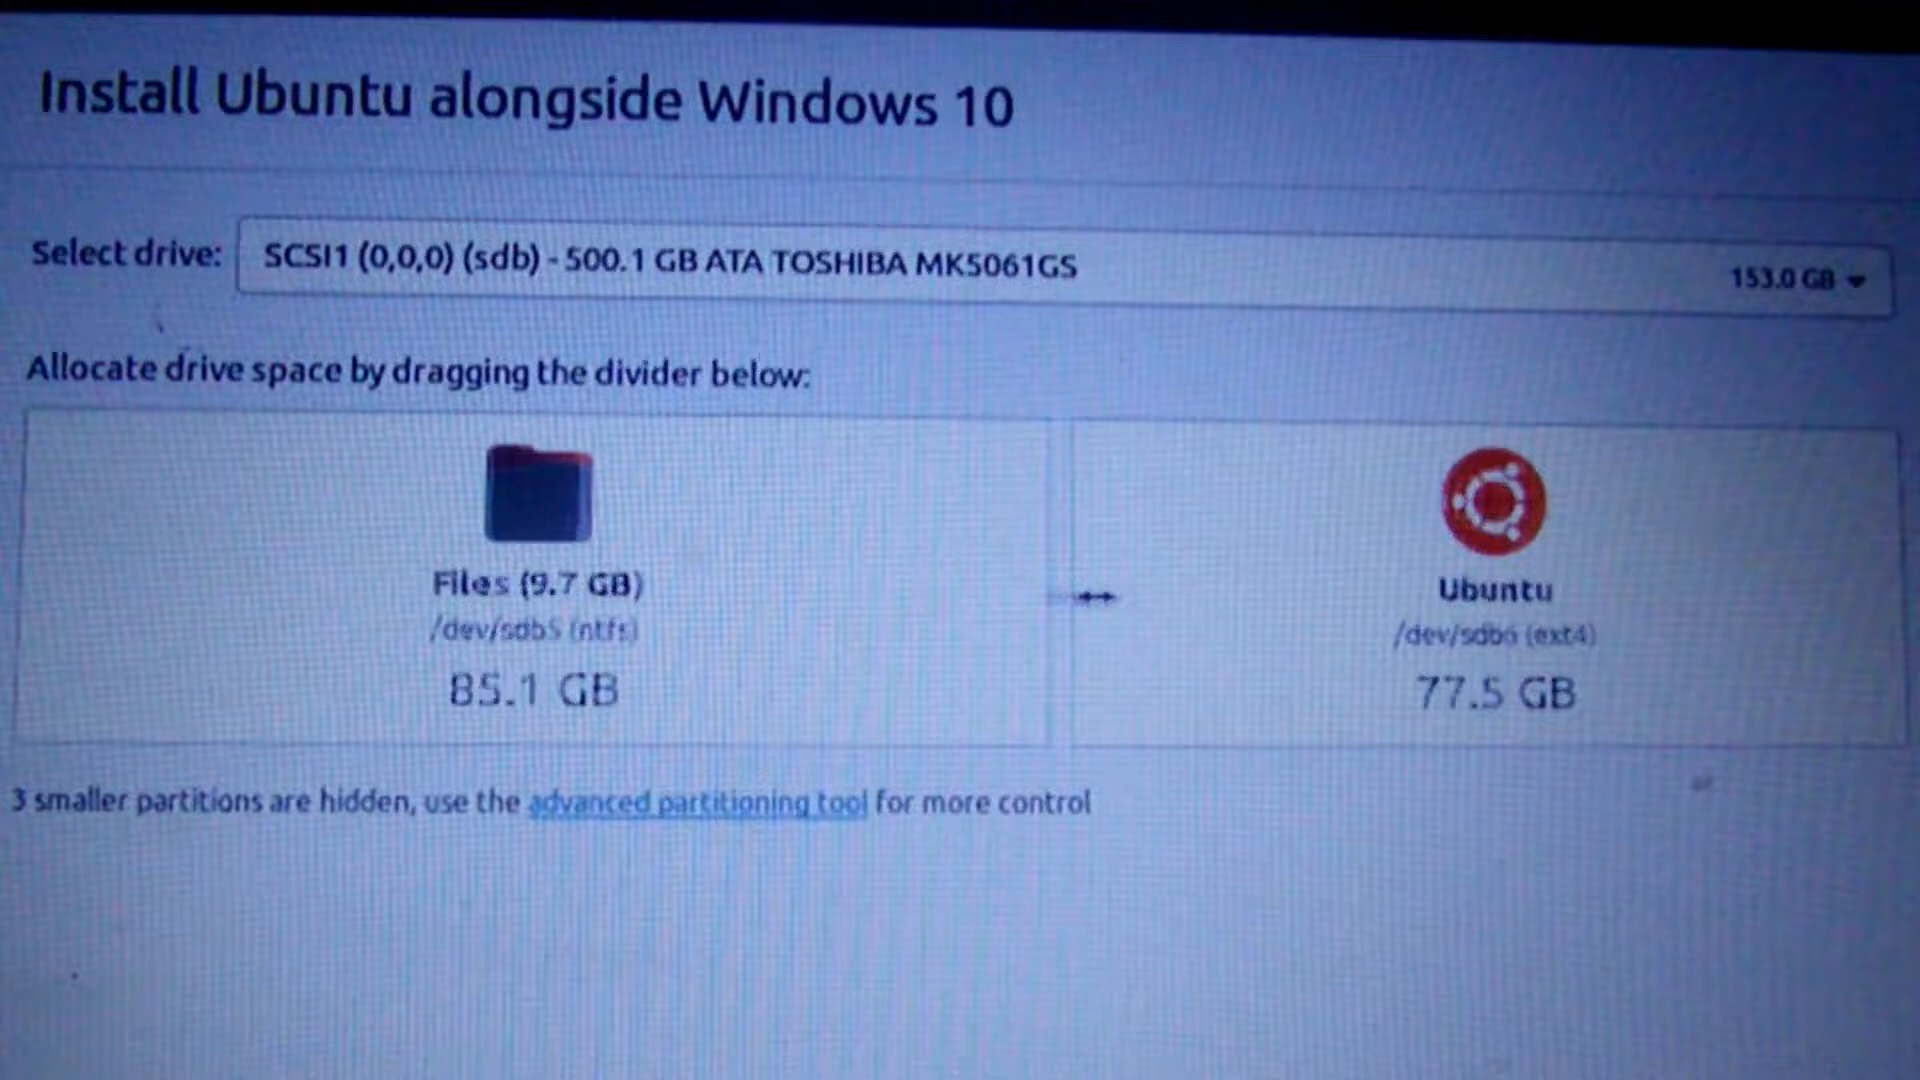 Install Ubuntu alongside Windows 10
Select drive: SCSI1 (0,0,0) (sdb) - 500.1 GB ATA TOSHIBA MK5061GS 153.0 GB
Allocate drive space by dragging the divider below:
Files (9.7 GB)
/dev/sdb5 (ntfs)
85.1 GB
Ubuntu
/dev/sdb6 (ext4)
77.5 GB
3 smaller partitions are hidden, use the advanced partitioning tool for more control